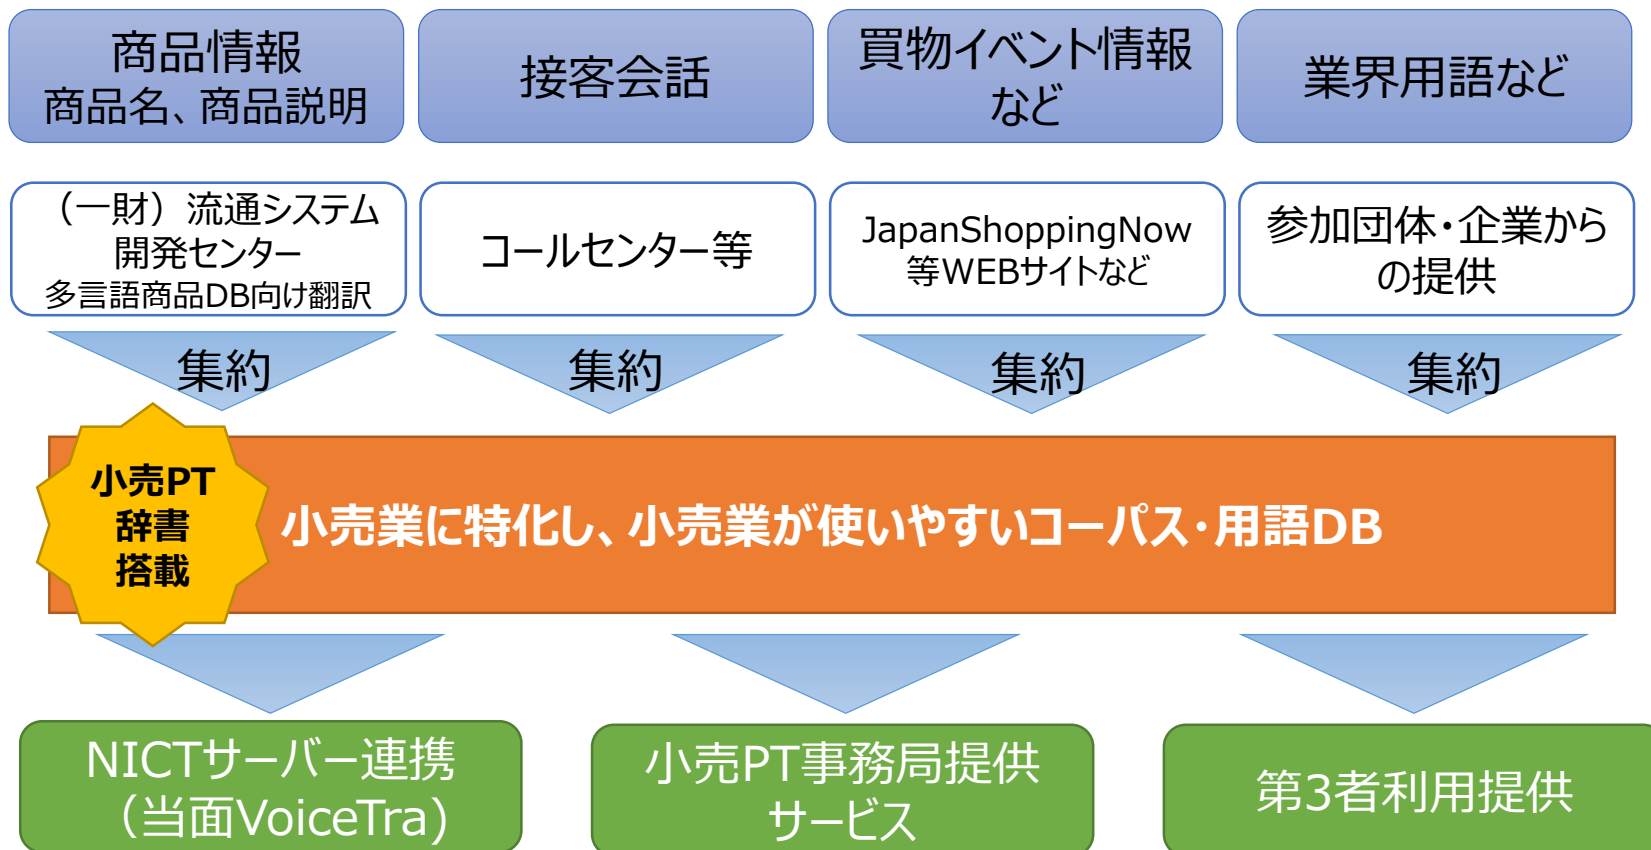 商品情報
商品名、商品説明
接客会話
買物イベント情報
など
業界用語など
（一財）流通システム
開発センター
多言語商品DB向け翻訳
コールセンター等
JapanShoppingNow
等WEBサイトなど
参加団体・企業から
の提供
集約
集約
集約
集約
小売PT
辞書
搭載
小売業に特化し、小売業が使いやすいコーパス・用語DB
NICTサーバー連携
（当面VoiceTra)
小売PT事務局提供
サービス
第3者利用提供